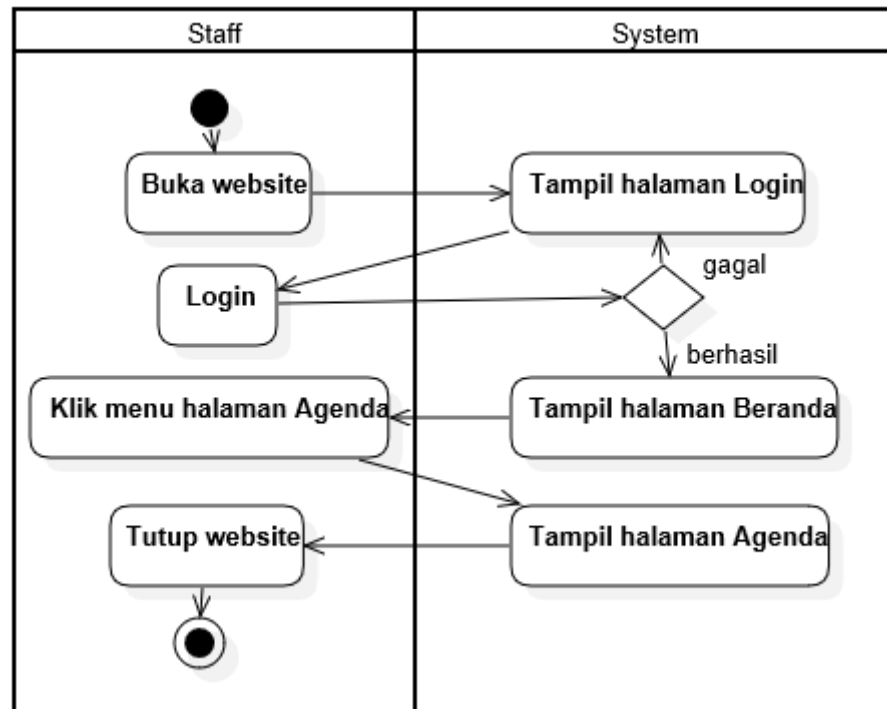 Staff
System
Buka website
Tampil halaman Login
gagal
Login
berhasil
Klik menu halaman Agenda
Tampil halaman Beranda
Tutup website
Tampil halaman Agenda